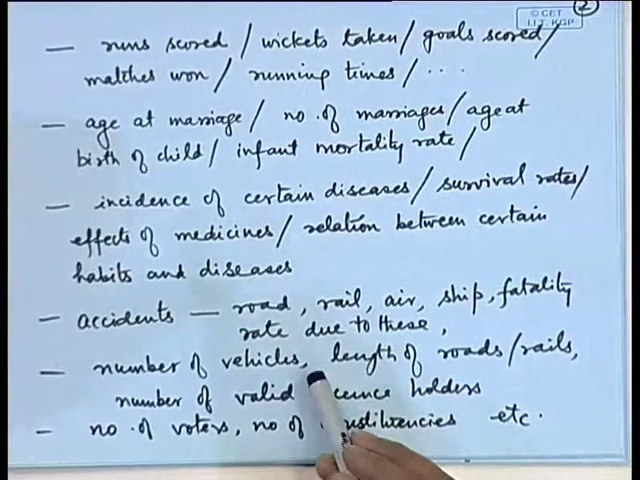 © CET
I.I.T. KGP
2
— runs scored / wickets taken / goals scored /
matches won / running times / ....
— age at marriage / no. of marriages / age at
birth of child / infant mortality rate /
— incidence of certain diseases / survival rates /
effects of medicines / relation between certain
habits and diseases
— accidents — road, rail, air, ship, fatality
rate due to these,
— number of vehicles, length of roads / rails,
number of valid holders
— no. of voters, no of etc.